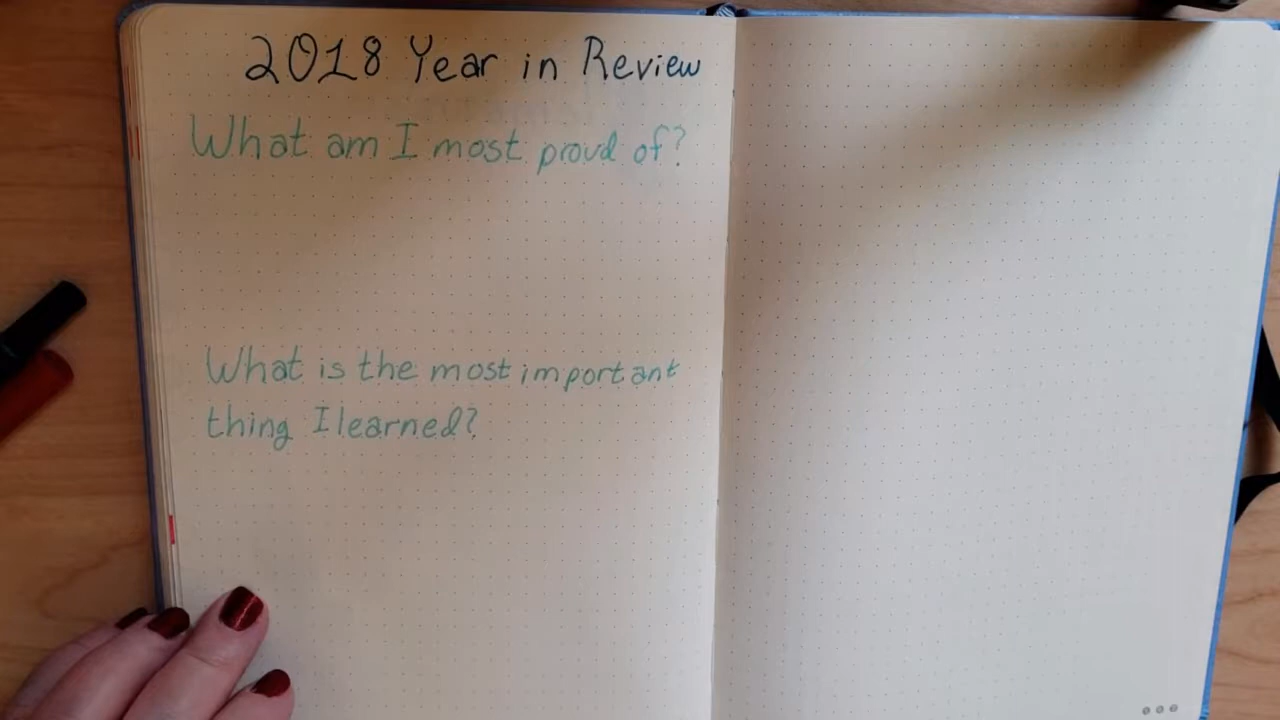 2018 Year in Review
What am I most proud of?
What is the most important
thing I learned?